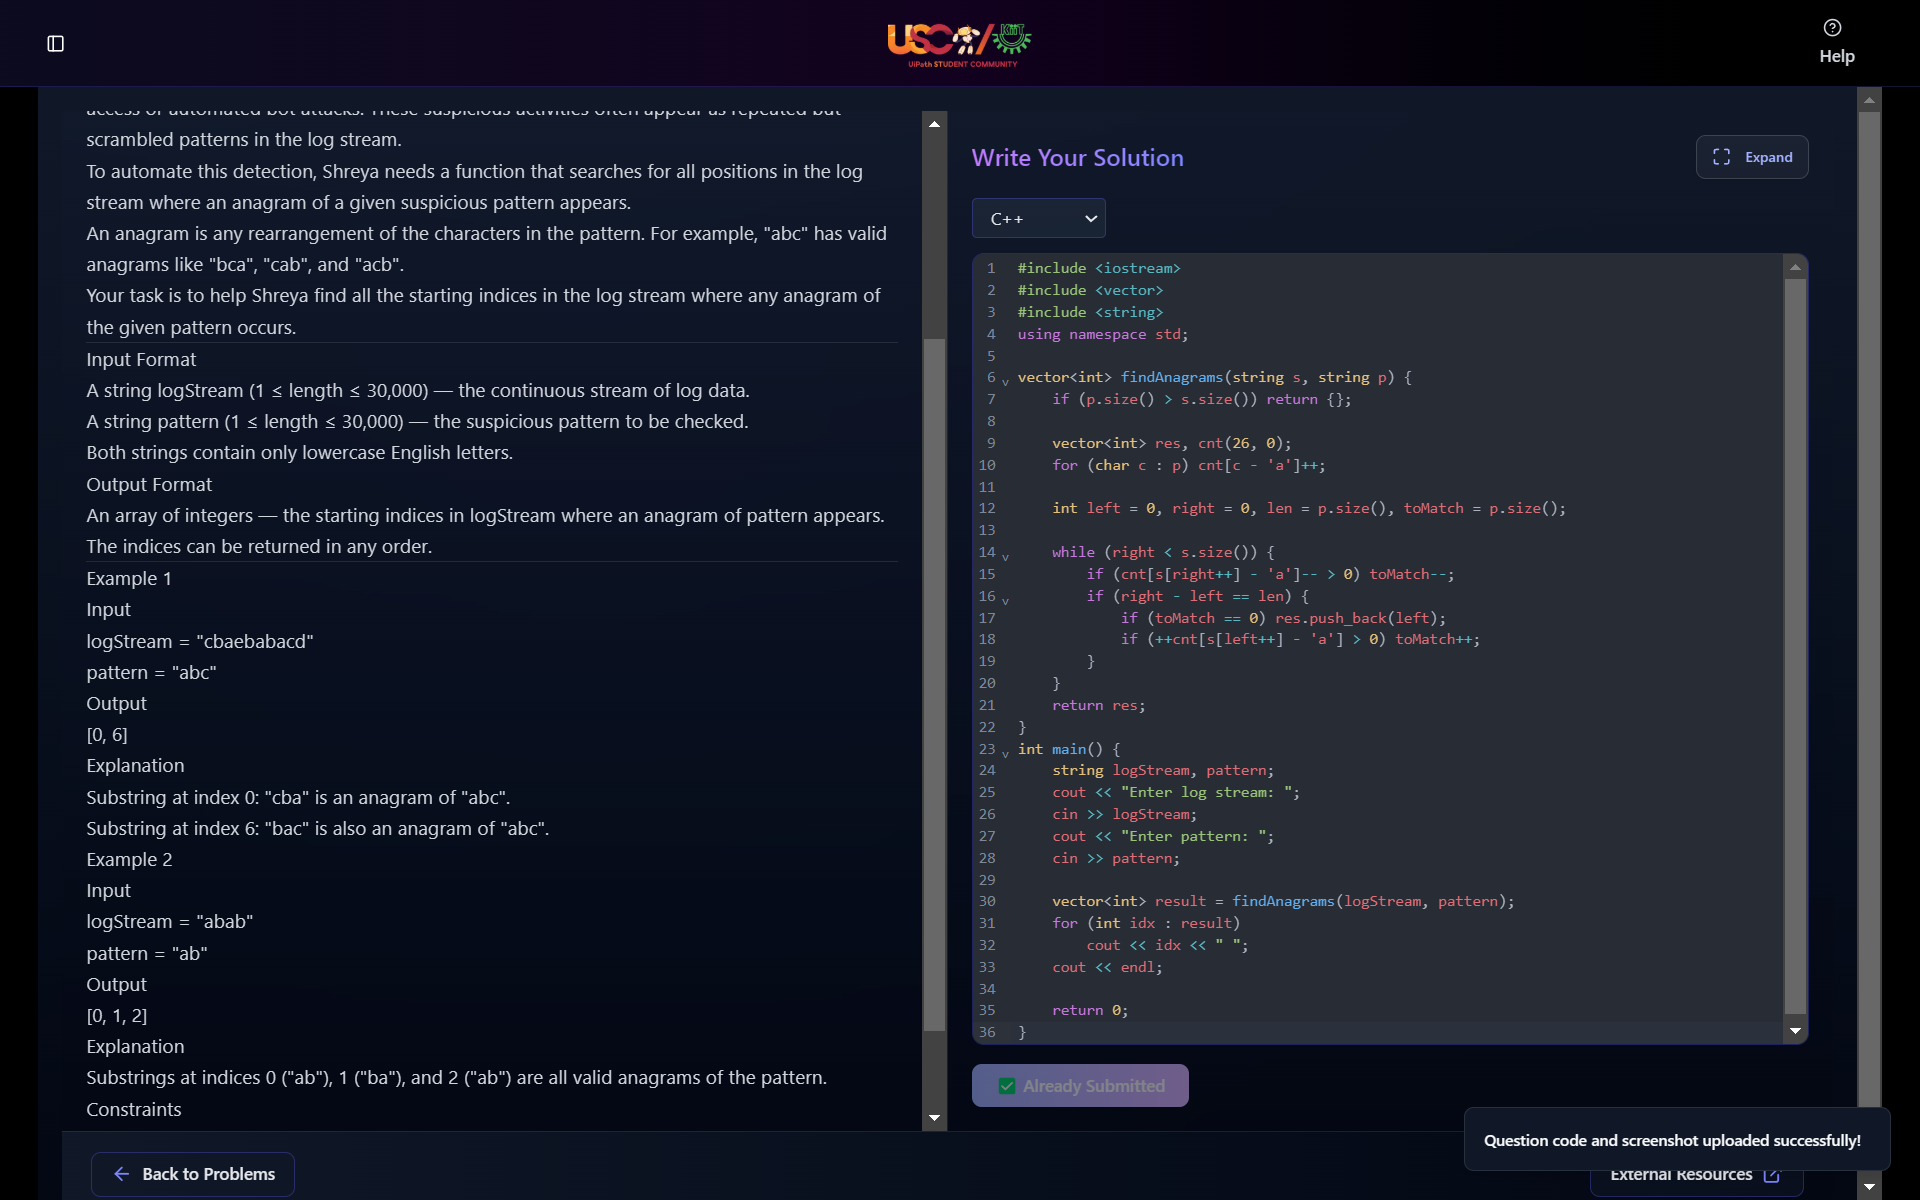 USC/KIIT
UiPath STUDENT COMMUNITY
Help
access or automated bot attacks. These suspicious activities often appear as repeated but
scrambled patterns in the log stream.
To automate this detection, Shreya needs a function that searches for all positions in the log
stream where an anagram of a given suspicious pattern appears.
An anagram is any rearrangement of the characters in the pattern. For example, "abc" has valid
anagrams like "bca", "cab", and "acb".
Your task is to help Shreya find all the starting indices in the log stream where any anagram of
the given pattern occurs.
Input Format
A string logStream (1 ≤ length ≤ 30,000) — the continuous stream of log data.
A string pattern (1 ≤ length ≤ 30,000) — the suspicious pattern to be checked.
Both strings contain only lowercase English letters.
Output Format
An array of integers — the starting indices in logStream where an anagram of pattern appears.
The indices can be returned in any order.
Example 1
Input
logStream = "cbaebabacd"
pattern = "abc"
Output
[0, 6]
Explanation
Substring at index 0: "cba" is an anagram of "abc".
Substring at index 6: "bac" is also an anagram of "abc".
Example 2
Input
logStream = "abab"
pattern = "ab"
Output
[0, 1, 2]
Explanation
Substrings at indices 0 ("ab"), 1 ("ba"), and 2 ("ab") are all valid anagrams of the pattern.
Constraints
Back to Problems
Write Your Solution
Expand
C++
1 #include <iostream>
2 #include <vector>
3 #include <string>
4 using namespace std;
5
6 vector<int> findAnagrams(string s, string p) {
7     if (p.size() > s.size()) return {};
8
9     vector<int> res, cnt(26, 0);
10     for (char c : p) cnt[c - 'a']++;
11
12     int left = 0, right = 0, len = p.size(), toMatch = p.size();
13
14     while (right < s.size()) {
15         if (cnt[s[right++] - 'a']-- > 0) toMatch--;
16         if (right - left == len) {
17             if (toMatch == 0) res.push_back(left);
18             if (++cnt[s[left++] - 'a'] > 0) toMatch++;
19         }
20     }
21     return res;
22 }
23 int main() {
24     string logStream, pattern;
25     cout << "Enter log stream: ";
26     cin >> logStream;
27     cout << "Enter pattern: ";
28     cin >> pattern;
29
30     vector<int> result = findAnagrams(logStream, pattern);
31     for (int idx : result)
32         cout << idx << " ";
33     cout << endl;
34
35     return 0;
36 }
Already Submitted
Question code and screenshot uploaded successfully!
External Resources